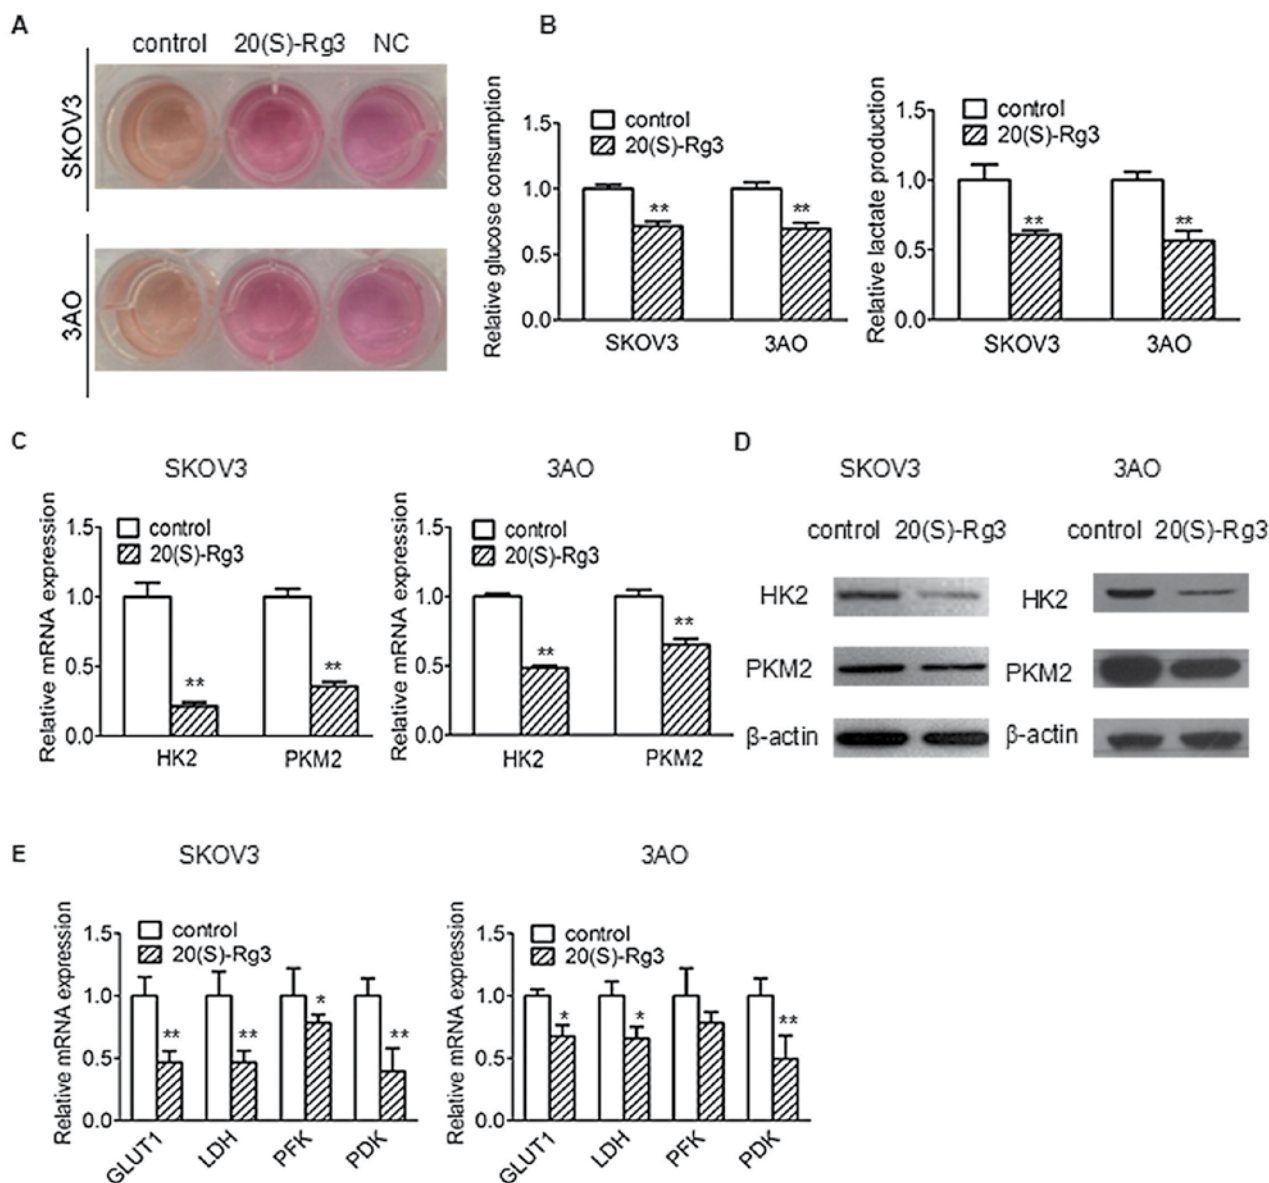 A
control 20(S)-Rg3 NC
SKOV3
3AO
B
Relative glucose consumption
1.5
1.0
0.5
0.0
control
20(S)-Rg3
**
**
SKOV3 3AO
Relative lactate production
1.5
1.0
0.5
0.0
control
20(S)-Rg3
**
**
SKOV3 3AO
C
SKOV3
Relative mRNA expression
1.5
1.0
0.5
0.0
control
20(S)-Rg3
**
**
HK2 PKM2
3AO
Relative mRNA expression
1.5
1.0
0.5
0.0
control
20(S)-Rg3
**
**
HK2 PKM2
D
SKOV3
control 20(S)-Rg3
HK2
PKM2
β-actin
3AO
control 20(S)-Rg3
HK2
PKM2
β-actin
E
SKOV3
Relative mRNA expression
1.5
1.0
0.5
0.0
control
20(S)-Rg3
**
**
*
**
GLUT1 LDH PFK PDK
3AO
Relative mRNA expression
1.5
1.0
0.5
0.0
control
20(S)-Rg3
*
*
**
GLUT1 LDH PFK PDK